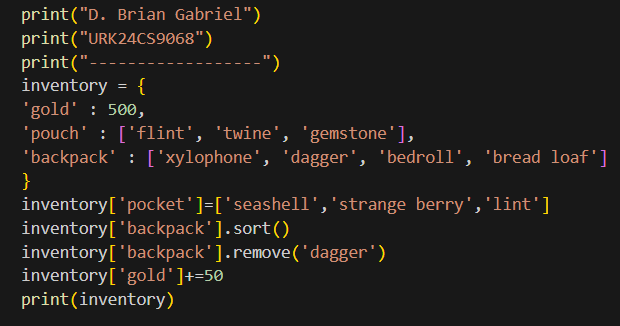 print("D. Brian Gabriel")
print("URK24CS9068")
print("------------------")
inventory = {
'gold' : 500,
'pouch' : ['flint', 'twine', 'gemstone'],
'backpack' : ['xylophone', 'dagger', 'bedroll', 'bread loaf']
}
inventory['pocket']=['seashell','strange berry','lint']
inventory['backpack'].sort()
inventory['backpack'].remove('dagger')
inventory['gold']+=50
print(inventory)